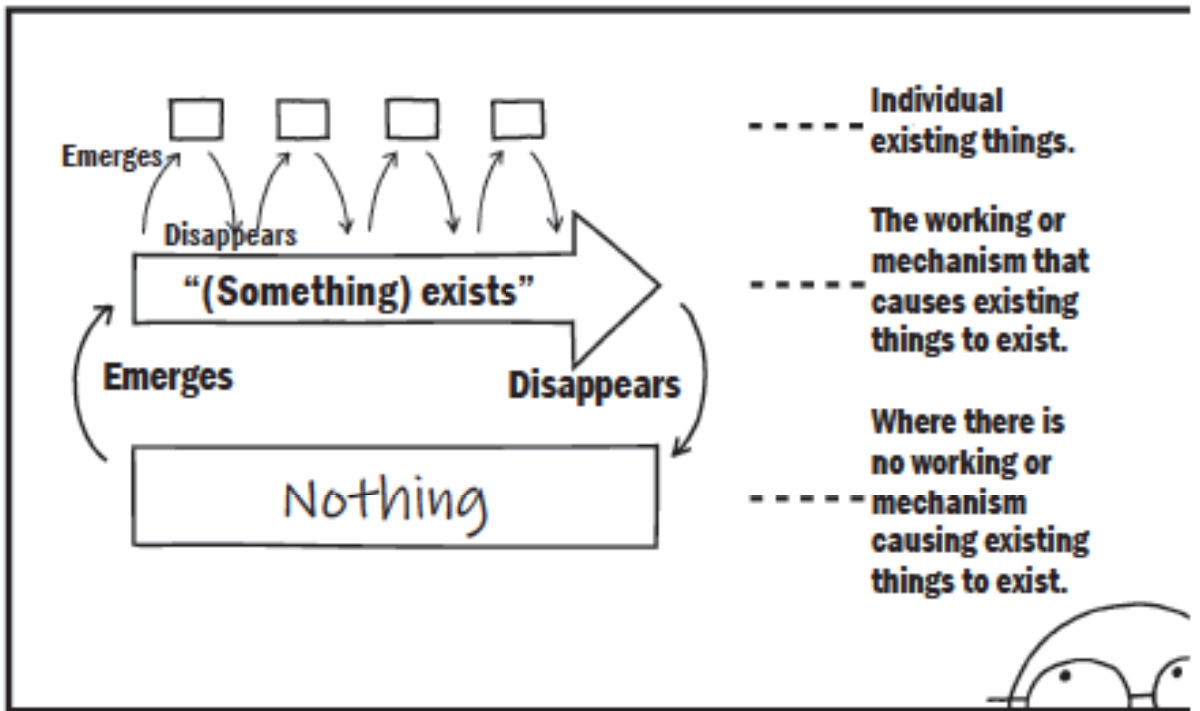 Individual
existing things.
Emerges
Disappears
The working or
mechanism that
causes existing
things to exist.
“(Something) exists”
Emerges
Disappears
Where there is
no working or
mechanism
causing existing
things to exist.
Nothing